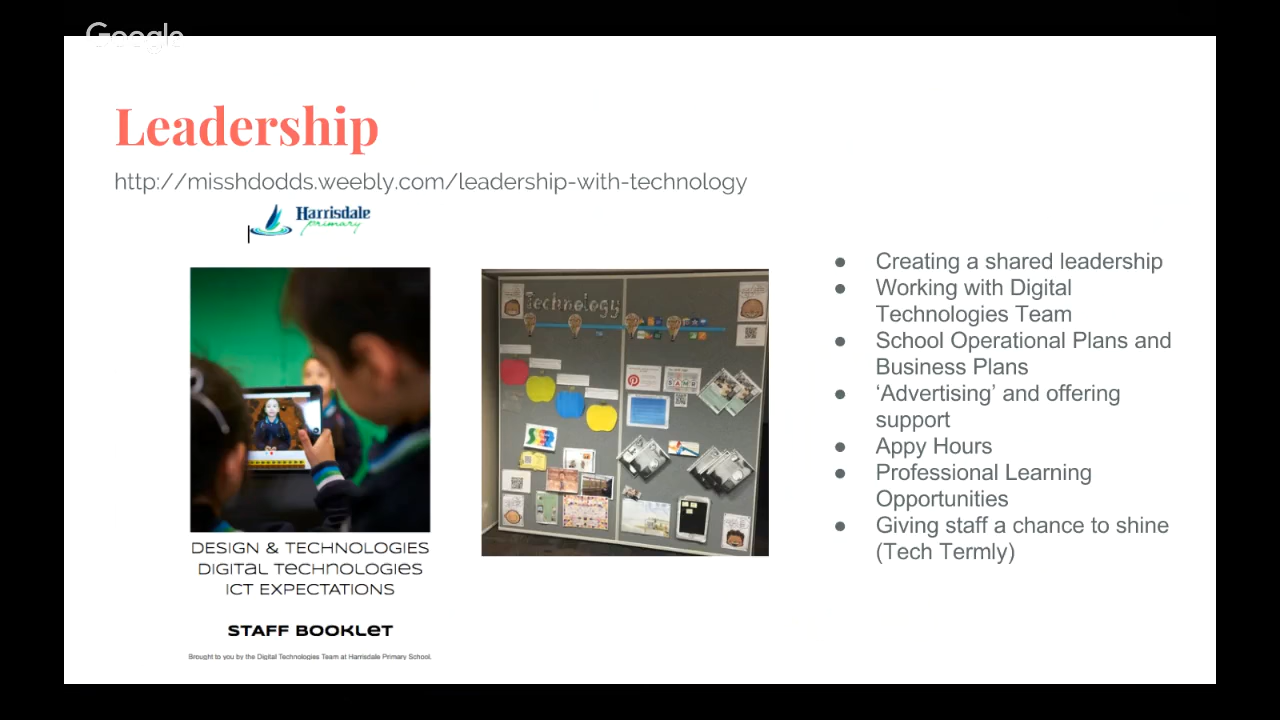 Google
Leadership
http://misshdodds.weebly.com/leadership-with-technology
Harrisdale
primary
DESIGN & TECHNOLOGIES
DIGITAL TECHNOLOGIES
ICT EXPECTATIONS
STAFF BOOKLET
Brought to you by the Digital Technologies Team at Harrisdale Primary School.
Technology
SAMR
● Creating a shared leadership
● Working with Digital
Technologies Team
● School Operational Plans and
Business Plans
● ‘Advertising’ and offering
support
● Appy Hours
● Professional Learning
Opportunities
● Giving staff a chance to shine
(Tech Termly)